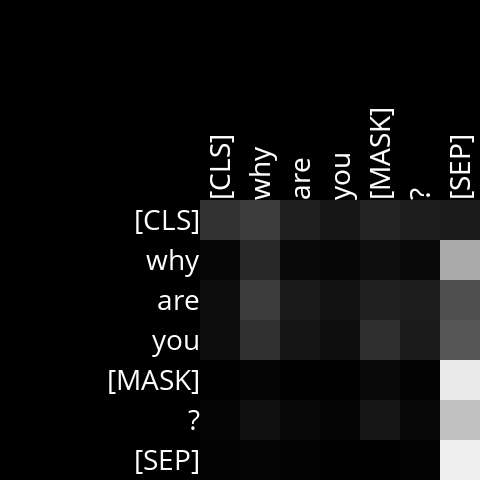 [CLS] why are you [MASK] ? [SEP]
[CLS]
why
are
you
[MASK]
?
[SEP]